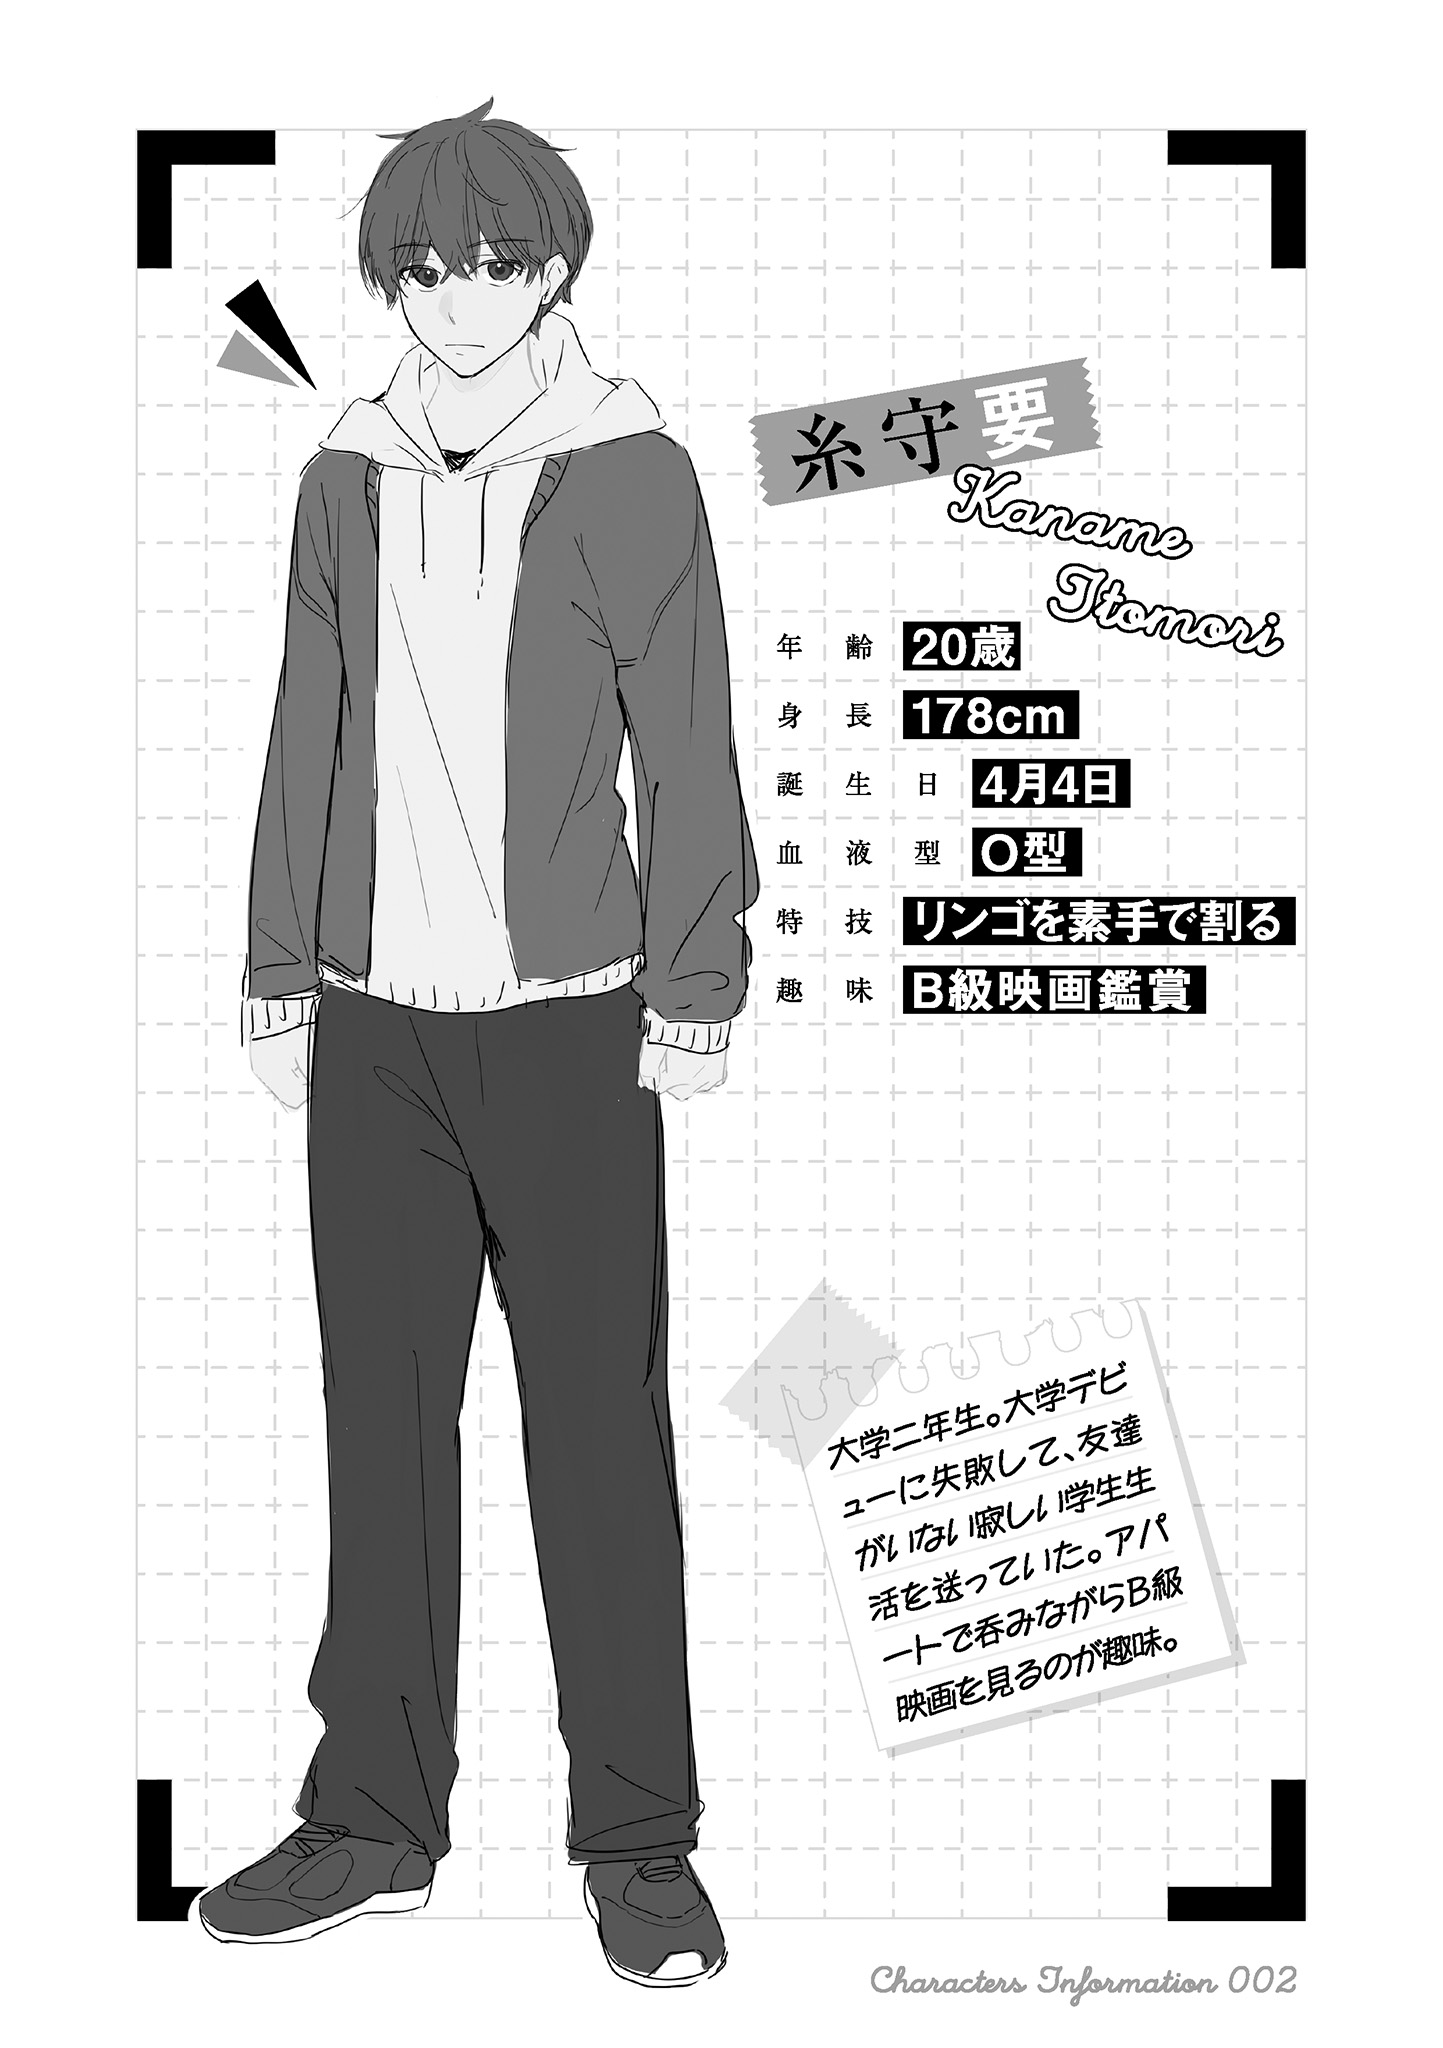 糸守要
Kaname
Itomori
年齢 20歳
身長 178cm
誕生日 4月4日
血液型 O型
特技 リンゴを素手で割る
趣味 B級映画鑑賞
大学二年生。大学デビ
ューに失敗して、友達
がいない寂しい学生生
活を送っていた。アパ
ートで呑みながらB級
映画を見るのが趣味。
Characters Information 002